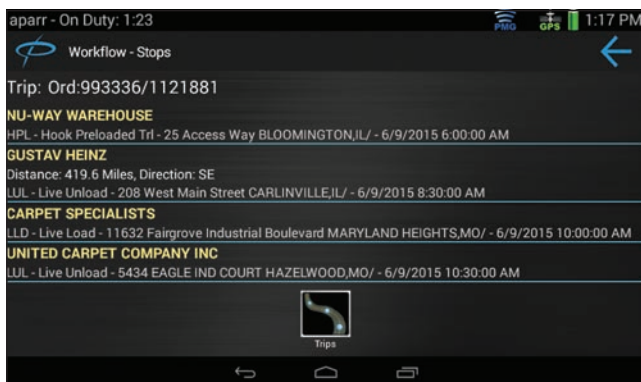 aparr - On Duty: 1:23
PMG
GPS
1:17 PM
Workflow - Stops
Trip: Ord:993336/1121881
NU-WAY WAREHOUSE
HPL - Hook Preloaded Trl - 25 Access Way BLOOMINGTON,IL/ - 6/9/2015 6:00:00 AM
GUSTAV HEINZ
Distance: 419.6 Miles, Direction: SE
LUL - Live Unload - 208 West Main Street CARLINVILLE,IL/ - 6/9/2015 8:30:00 AM
CARPET SPECIALISTS
LLD - Live Load - 11632 Fairgrove Industrial Boulevard MARYLAND HEIGHTS,MO/ - 6/9/2015 10:00:00 AM
UNITED CARPET COMPANY INC
LUL - Live Unload - 5434 EAGLE IND COURT HAZELWOOD,MO/ - 6/9/2015 10:30:00 AM
Trips